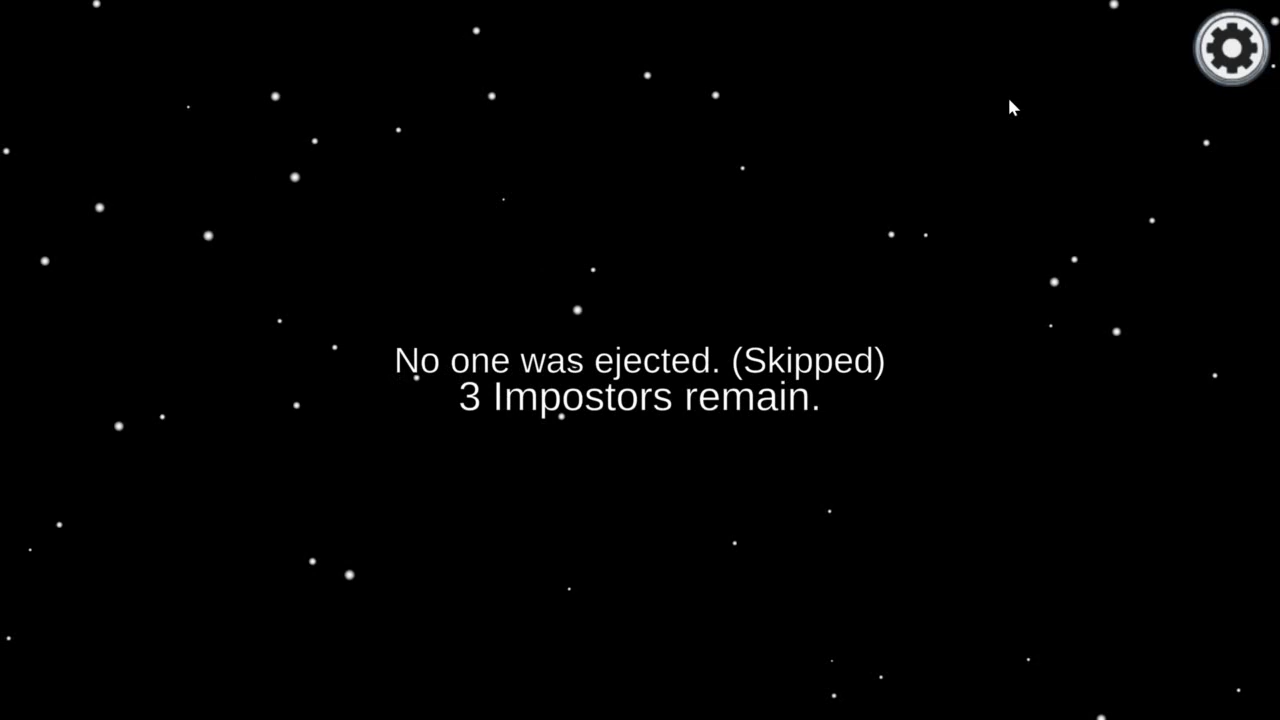 No one was ejected. (Skipped)
3 Impostors remain.